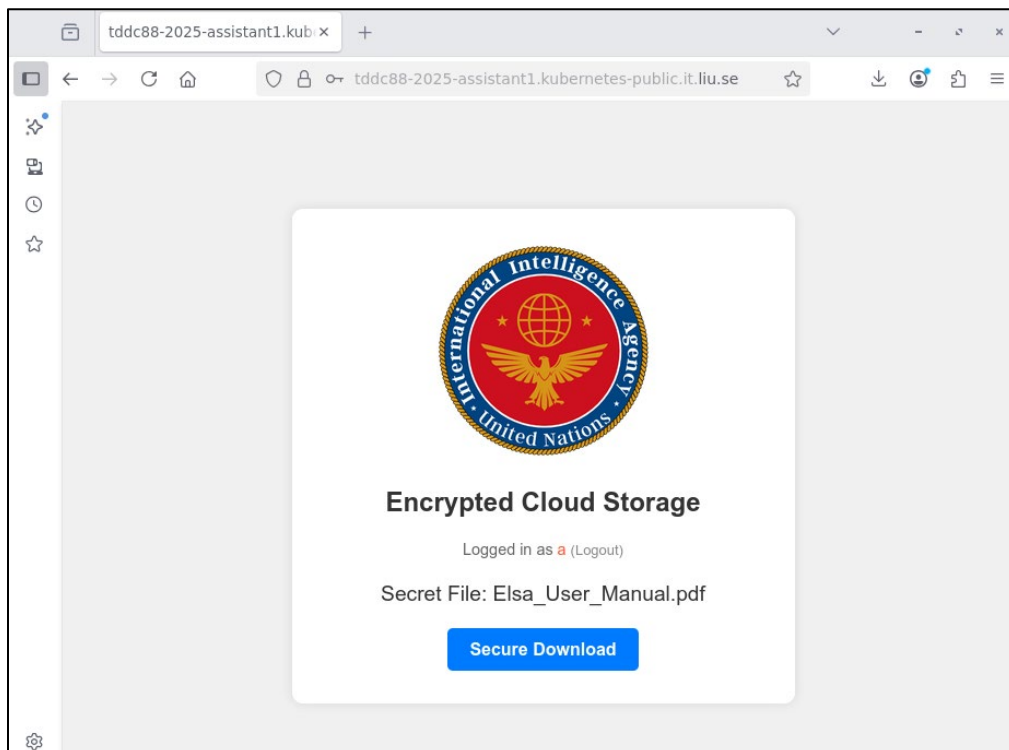 tddc88-2025-assistant1.kub
tddc88-2025-assistant1.kubernetes-public.it.liu.se
International Intelligence Agency
United Nations
Encrypted Cloud Storage
Logged in as a (Logout)
Secret File: Elsa_User_Manual.pdf
Secure Download